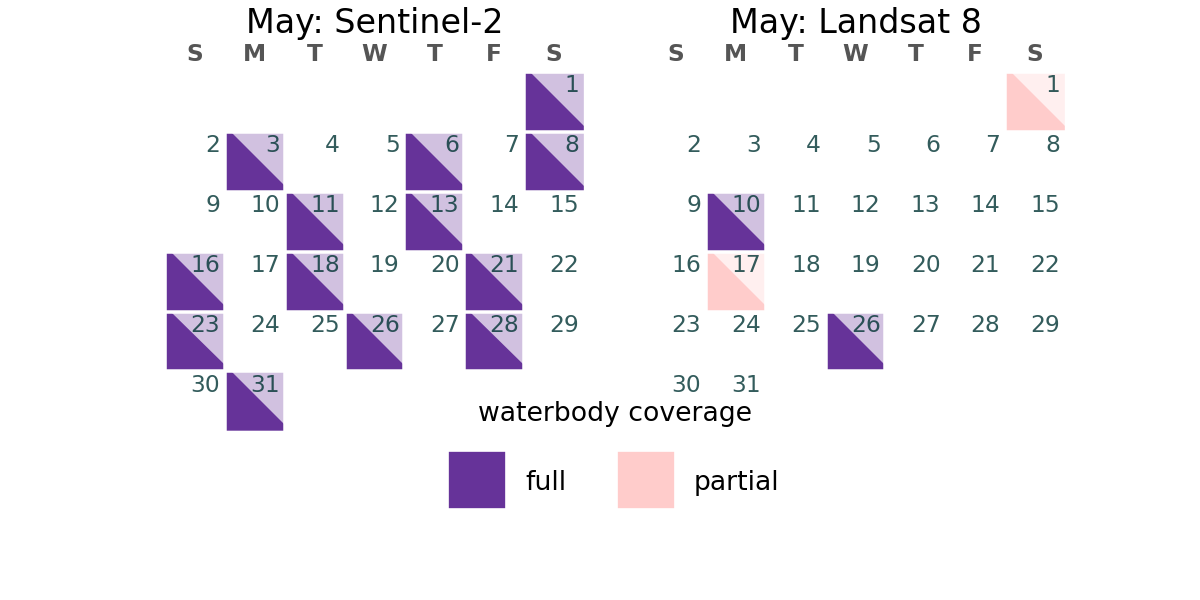 May: Sentinel-2
S M T W T F S
1
2 3 4 5 6 7 8
9 10 11 12 13 14 15
16 17 18 19 20 21 22
23 24 25 26 27 28 29
30 31
May: Landsat 8
S M T W T F S
1
2 3 4 5 6 7 8
9 10 11 12 13 14 15
16 17 18 19 20 21 22
23 24 25 26 27 28 29
30 31
waterbody coverage
full partial